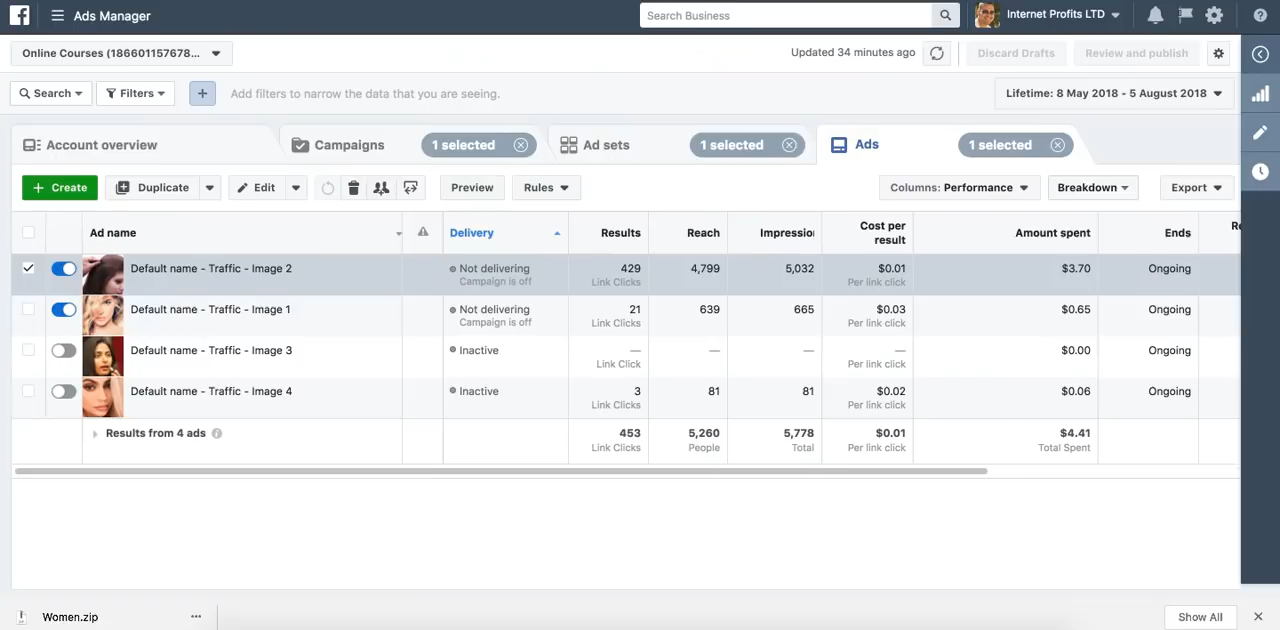 f
Ads Manager
Search Business
Internet Profits LTD
Online Courses (186601157678...
Updated 34 minutes ago
Discard Drafts
Review and publish
Search
Filters
+
Add filters to narrow the data that you are seeing.
Lifetime: 8 May 2018 - 5 August 2018
Account overview
Campaigns
1 selected
Ad sets
1 selected
Ads
1 selected
+ Create
Duplicate
Edit
Preview
Rules
Columns: Performance
Breakdown
Export
Ad name
Delivery
Results
Reach
Impressio
Cost per
result
Amount spent
Ends
Default name - Traffic - Image 2
Not delivering
Campaign is off
429
Link Clicks
4,799
5,032
$0.01
Per link click
$3.70
Ongoing
Default name - Traffic - Image 1
Not delivering
Campaign is off
21
Link Clicks
639
665
$0.03
Per link click
$0.65
Ongoing
Default name - Traffic - Image 3
Inactive
—
Link Click
—
—
—
Per link click
$0.00
Ongoing
Default name - Traffic - Image 4
Inactive
3
Link Clicks
81
81
$0.02
Per link click
$0.06
Ongoing
Results from 4 ads
453
Link Clicks
5,260
People
5,778
Total
$0.01
Per link click
$4.41
Total Spent
Women.zip
Show All